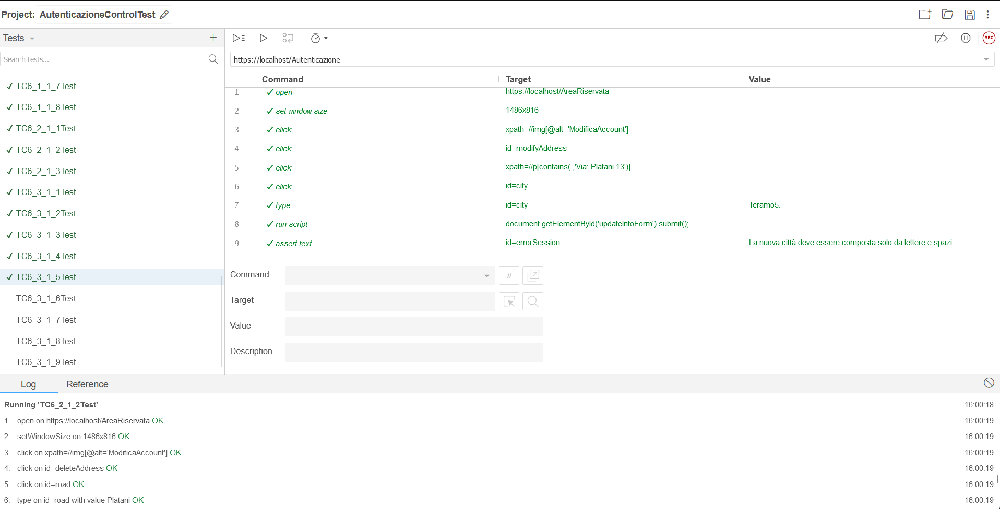 Project: AutenticazioneControlTest
Tests
Search tests...
TC6_1_1_7Test
TC6_1_1_8Test
TC6_2_1_1Test
TC6_2_1_2Test
TC6_2_1_3Test
TC6_3_1_1Test
TC6_3_1_2Test
TC6_3_1_3Test
TC6_3_1_4Test
TC6_3_1_5Test
TC6_3_1_6Test
TC6_3_1_7Test
TC6_3_1_8Test
TC6_3_1_9Test
REC
https://localhost/Autenticazione
Command Target Value
1 open https://localhost/AreaRiservata
2 set window size 1486x816
3 click xpath=//img[@alt='ModificaAccount']
4 click id=modifyAddress
5 click xpath=//p[contains(.,'Via: Platani 13')]
6 click id=city
7 type id=city Teramo5.
8 run script document.getElementById('updateInfoForm').submit();
9 assert text id=errorSession La nuova città deve essere composta solo da lettere e spazi.
Command //
Target
Value
Description
Log Reference
Running 'TC6_2_1_2Test' 16:00:18
1. open on https://localhost/AreaRiservata OK 16:00:19
2. setWindowSize on 1486x816 OK 16:00:19
3. click on xpath=//img[@alt='ModificaAccount'] OK 16:00:19
4. click on id=deleteAddress OK 16:00:19
5. click on id=road OK 16:00:19
6. type on id=road with value Platani OK 16:00:19